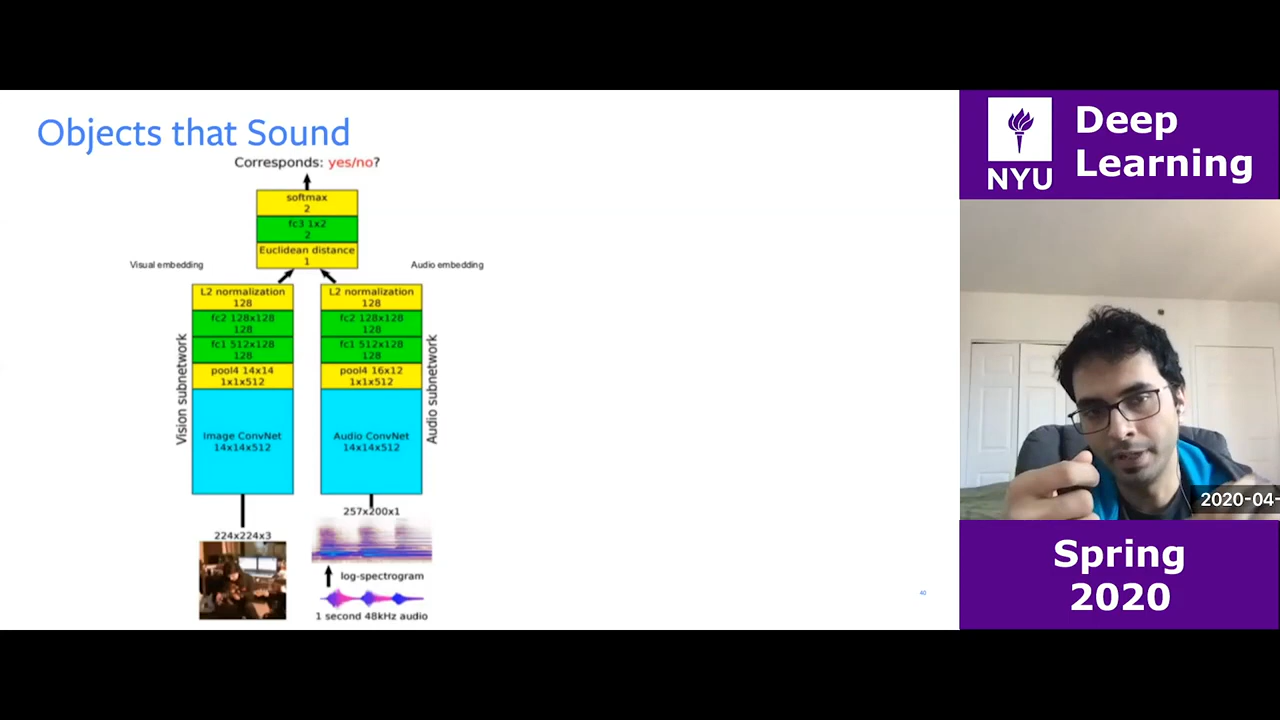 Objects that Sound
Corresponds: yes/no?
softmax
2
fc3 1x2
2
Euclidean distance
1
Visual embedding
Audio embedding
Vision subnetwork
L2 normalization
128
fc2 128x128
128
fc1 512x128
128
pool4 14x14
1x1x512
Image ConvNet
14x14x512
224x224x3
L2 normalization
128
fc2 128x128
128
fc1 512x128
128
pool4 16x12
1x1x512
Audio ConvNet
14x14x512
Audio subnetwork
257x200x1
log-spectrogram
1 second 48kHz audio
40
NYU
Deep
Learning
2020-04-
Spring
2020